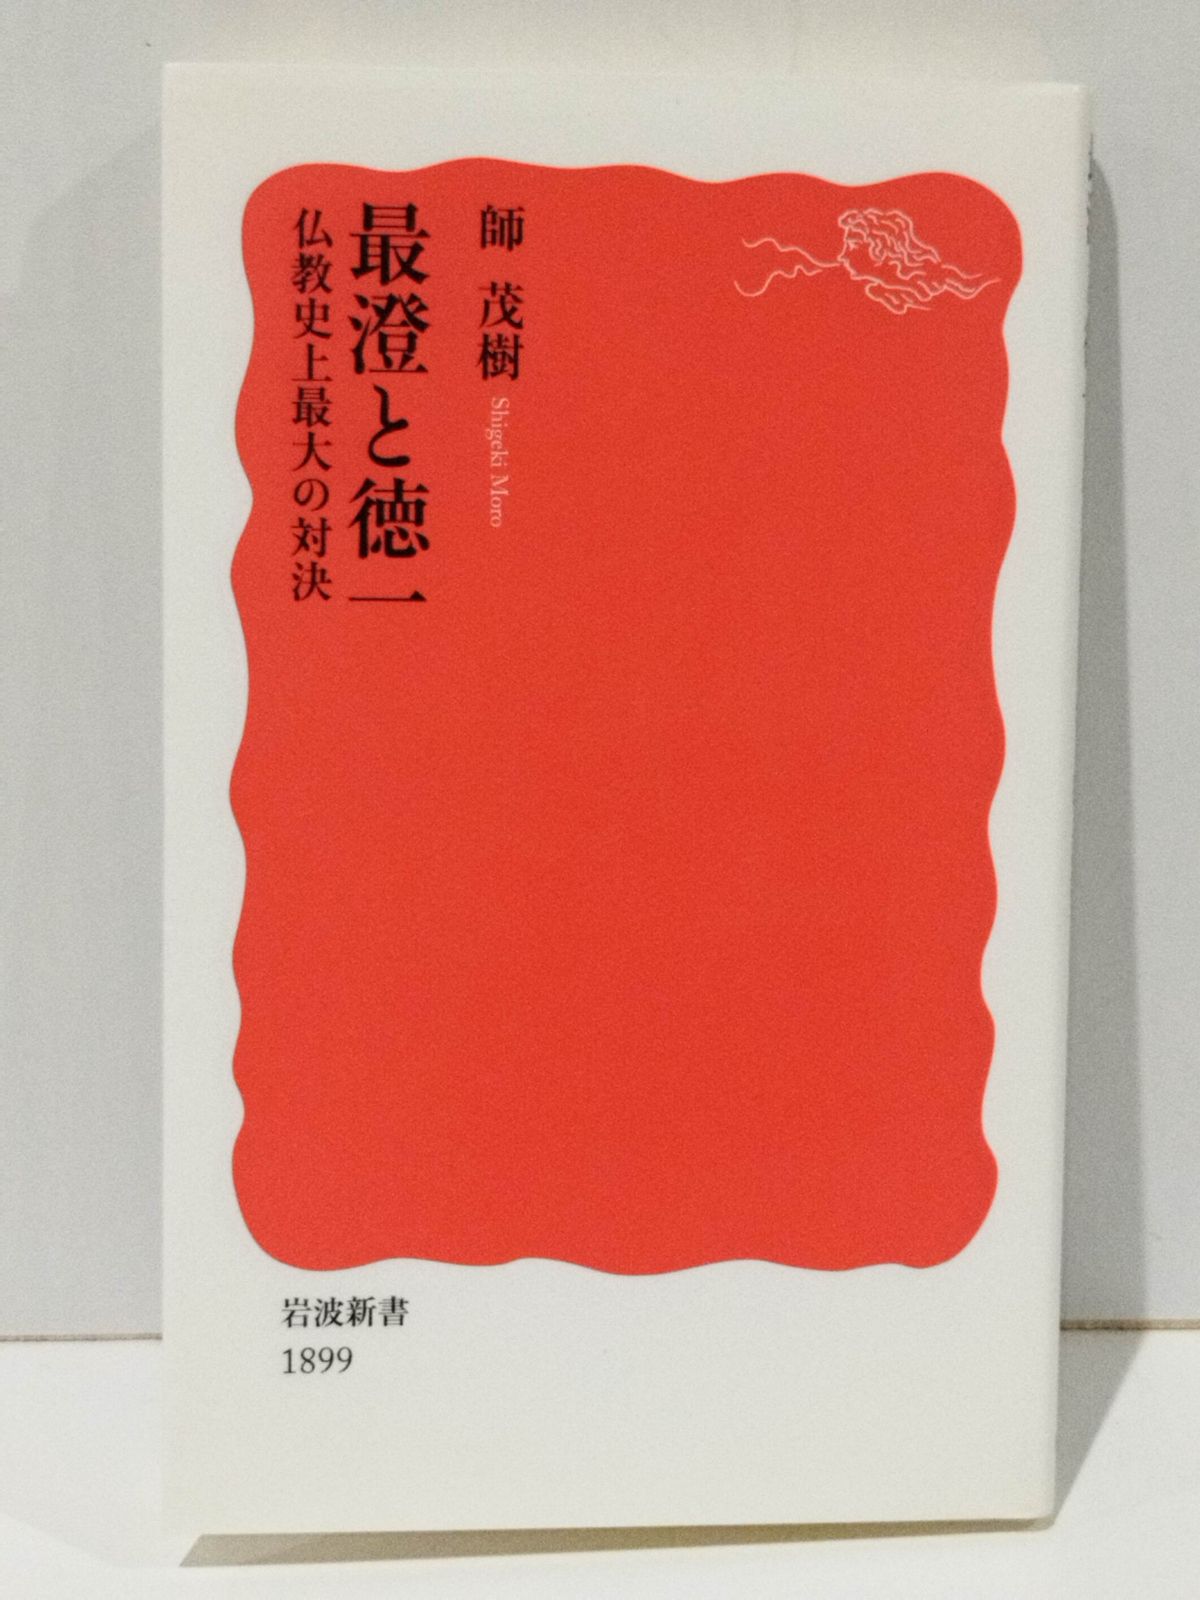 師 茂樹
Shigeki Moro
最澄と徳一
仏教史上最大の対決
岩波新書
1899